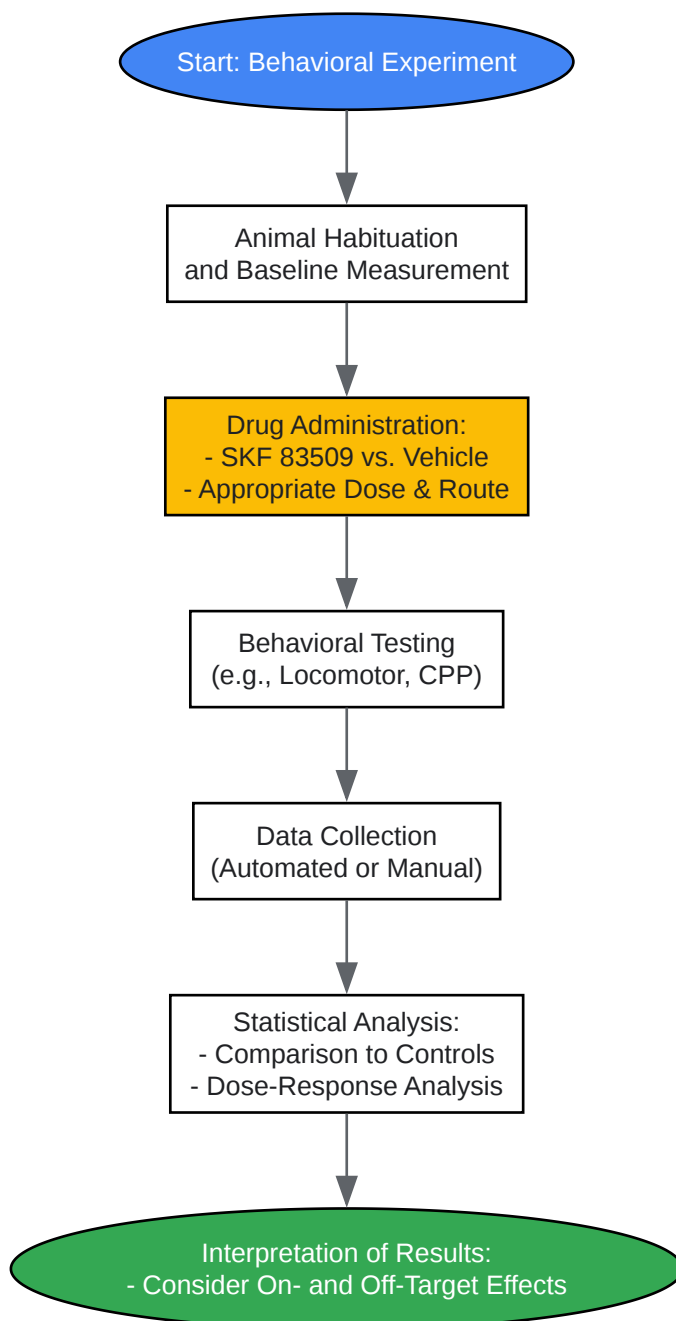 Start: Behavioral Experiment
Animal Habituation
and Baseline Measurement
Drug Administration:
- SKF 83509 vs. Vehicle
- Appropriate Dose & Route
Behavioral Testing
(e.g., Locomotor, CPP)
Data Collection
(Automated or Manual)
Statistical Analysis:
- Comparison to Controls
- Dose-Response Analysis
Interpretation of Results:
- Consider On- and Off-Target Effects